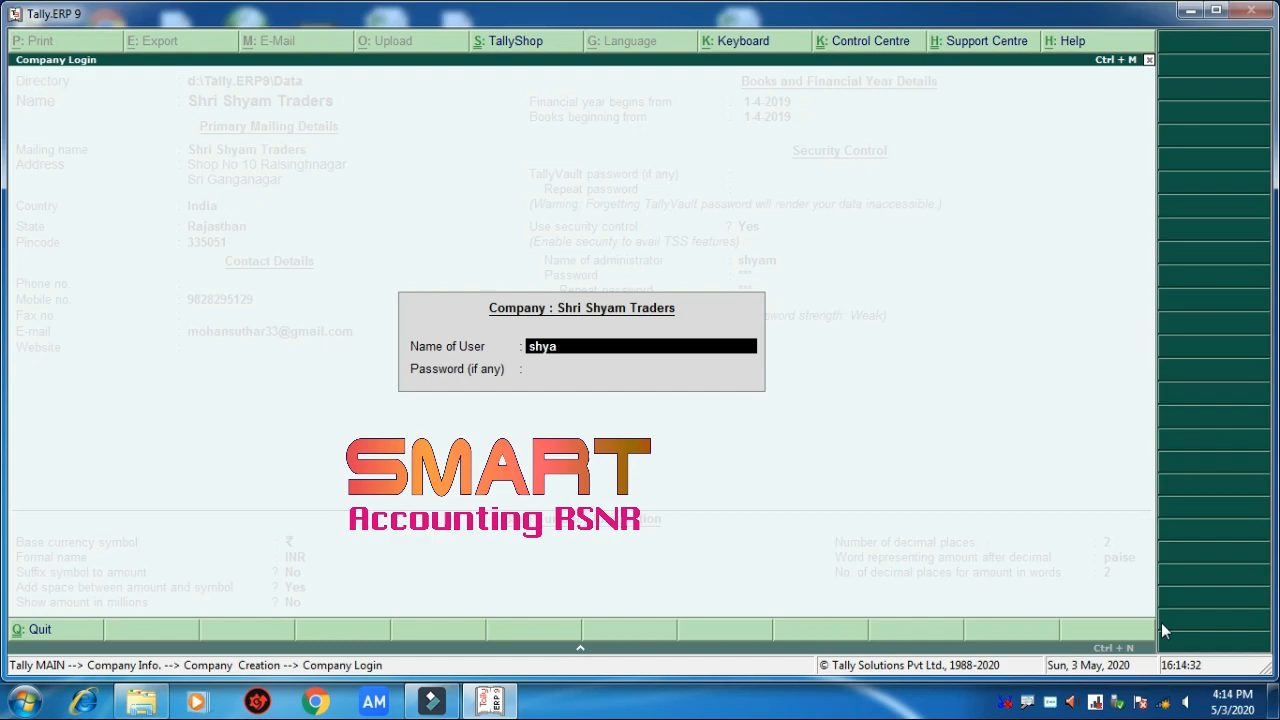 Tally.ERP 9
P: Print E: Export M: E-Mail O: Upload S: TallyShop G: Language K: Keyboard K: Control Centre H: Support Centre H: Help
Company Login Ctrl + M
Directory : d:\Tally.ERP9\Data
Name : Shri Shyam Traders
Primary Mailing Details
Mailing name : Shri Shyam Traders
Address : Shop No 10 Raisinghnagar
Sri Ganganagar
Country : India
State : Rajasthan
Pincode : 335051
Contact Details
Phone no. :
Mobile no. : 9828295129
Fax no. :
E-mail : mohansuthar33@gmail.com
Website :
Books and Financial Year Details
Financial year begins from : 1-4-2019
Books beginning from : 1-4-2019
Security Control
TallyVault password (if any) :
Repeat password :
(Warning: Forgetting TallyVault password will render your data inaccessible.)
Use security control ? Yes
(Enable security to avail TSS features)
Name of administrator : shyam
Password : ***
Repeat password : ***
sword strength: Weak)
Company : Shri Shyam Traders
Name of User : shya
Password (if any) :
SMART
Accounting RSNR
Base currency symbol : ₹
Formal name : INR
Suffix symbol to amount ? No
Add space between amount and symbol ? Yes
Show amount in millions ? No
Number of decimal places : 2
Word representing amount after decimal : paise
No. of decimal places for amount in words : 2
Q: Quit
Ctrl + N
Tally MAIN --> Company Info. --> Company Creation --> Company Login © Tally Solutions Pvt Ltd., 1988-2020 Sun, 3 May, 2020 16:14:32
AM
Tally ERP 9
4:14 PM
5/3/2020